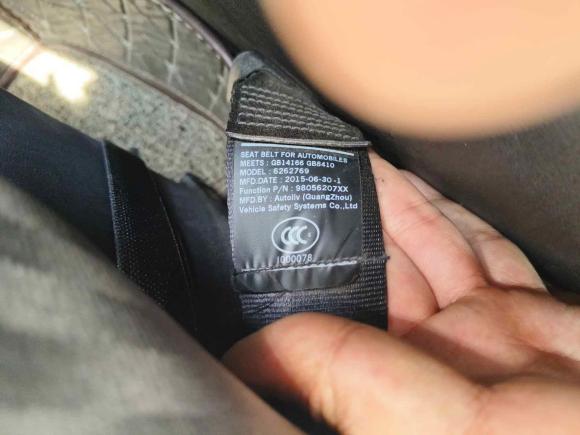 SEAT BELT FOR AUTOMOBILES
MEETS : GB14166 GB8410
MODEL : 6262769
MFD.DATE : 2015-06-30 -1
Function P/N : 98056207XX
MFD.BY : Autoliv (GuangZhou)
Vehicle Safety Systems Co.,Ltd
CCC
I000078